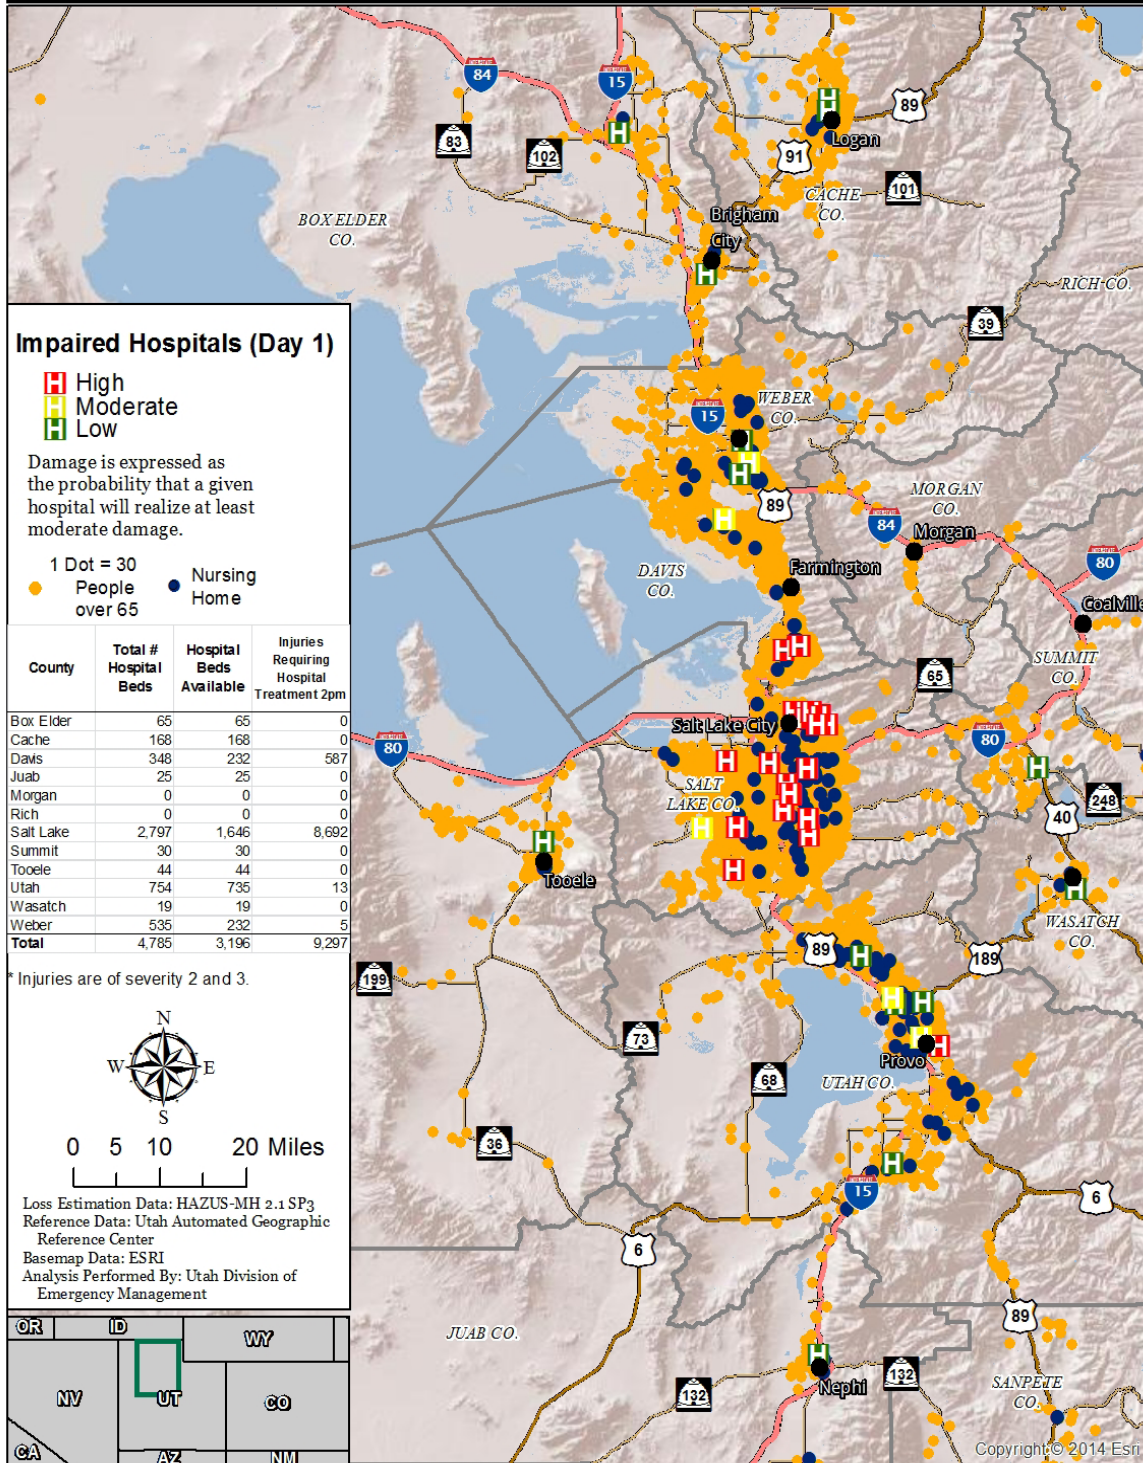 Impaired Hospitals (Day 1)
H High
H Moderate
H Low
Damage is expressed as
the probability that a given
hospital will realize at least
moderate damage.
1 Dot = 30
People
over 65
Nursing
Home
County Total # Hospital Beds Hospital Beds Available Injuries Requiring Hospital Treatment 2pm
Box Elder 65 65 0
Cache 168 168 0
Davis 348 232 587
Juab 25 25 0
Morgan 0 0 0
Rich 0 0 0
Salt Lake 2,797 1,646 8,692
Summit 30 30 0
Tooele 44 44 0
Utah 754 735 13
Wasatch 19 19 0
Weber 535 232 5
Total 4,785 3,196 9,297
* Injuries are of severity 2 and 3.
N
W E
S
0 5 10 20 Miles
Loss Estimation Data: HAZUS-MH 2.1 SP3
Reference Data: Utah Automated Geographic
Reference Center
Basemap Data: ESRI
Analysis Performed By: Utah Division of
Emergency Management
OR ID WY
NV UT CO
CA AZ NM
84
15
83
102
89
91
Logan
101
CACHE
CO.
BOX ELDER
CO.
Brigham
City
RICH CO.
39
15
WEBER
CO.
89
MORGAN
CO.
84
Morgan
80
DAVIS
CO.
Farmington
Coalville
SUMMIT
CO.
65
Salt Lake City
80
80
SALT
LAKE CO.
248
40
Tooele
WASATCH
CO.
89
189
199
73
68
Provo
UTAH CO.
36
15
6
6
89
JUAB CO.
132
Nephi
132
SANPETE
CO.
Copyright:© 2014 Esri